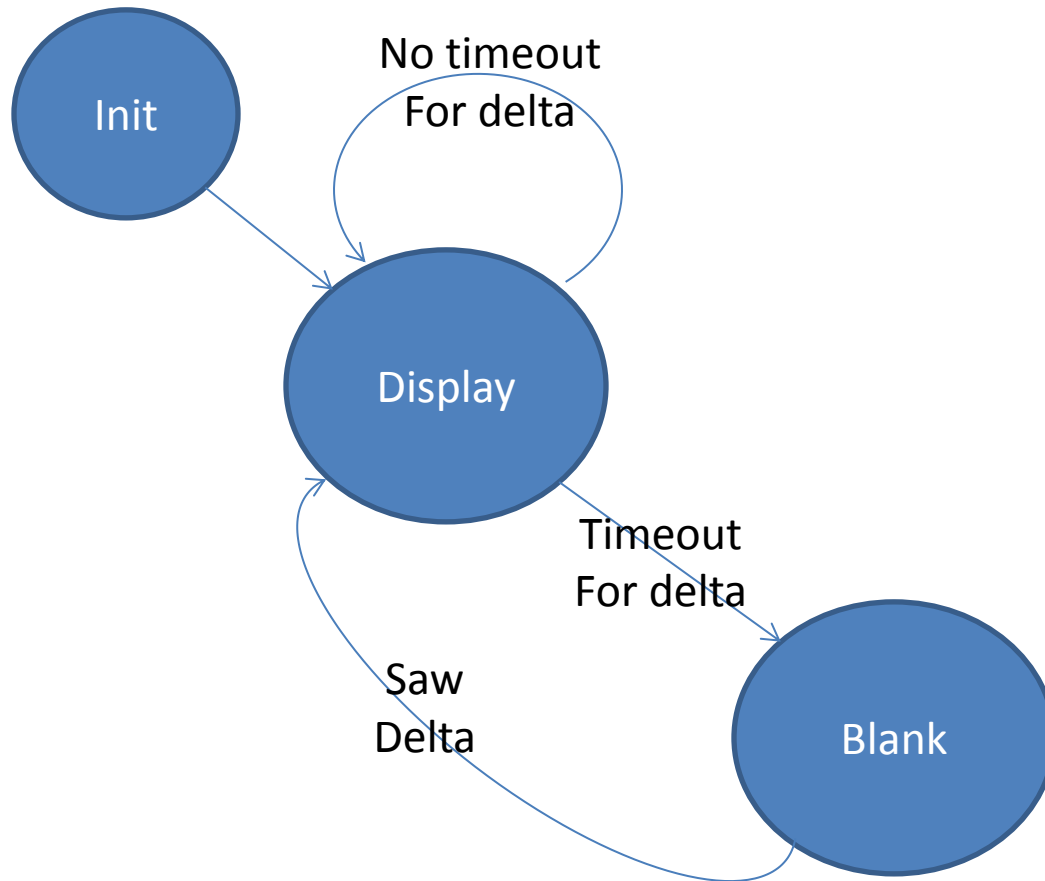 No timeout
For delta
Init
Display
Timeout
For delta
Saw
Delta
Blank